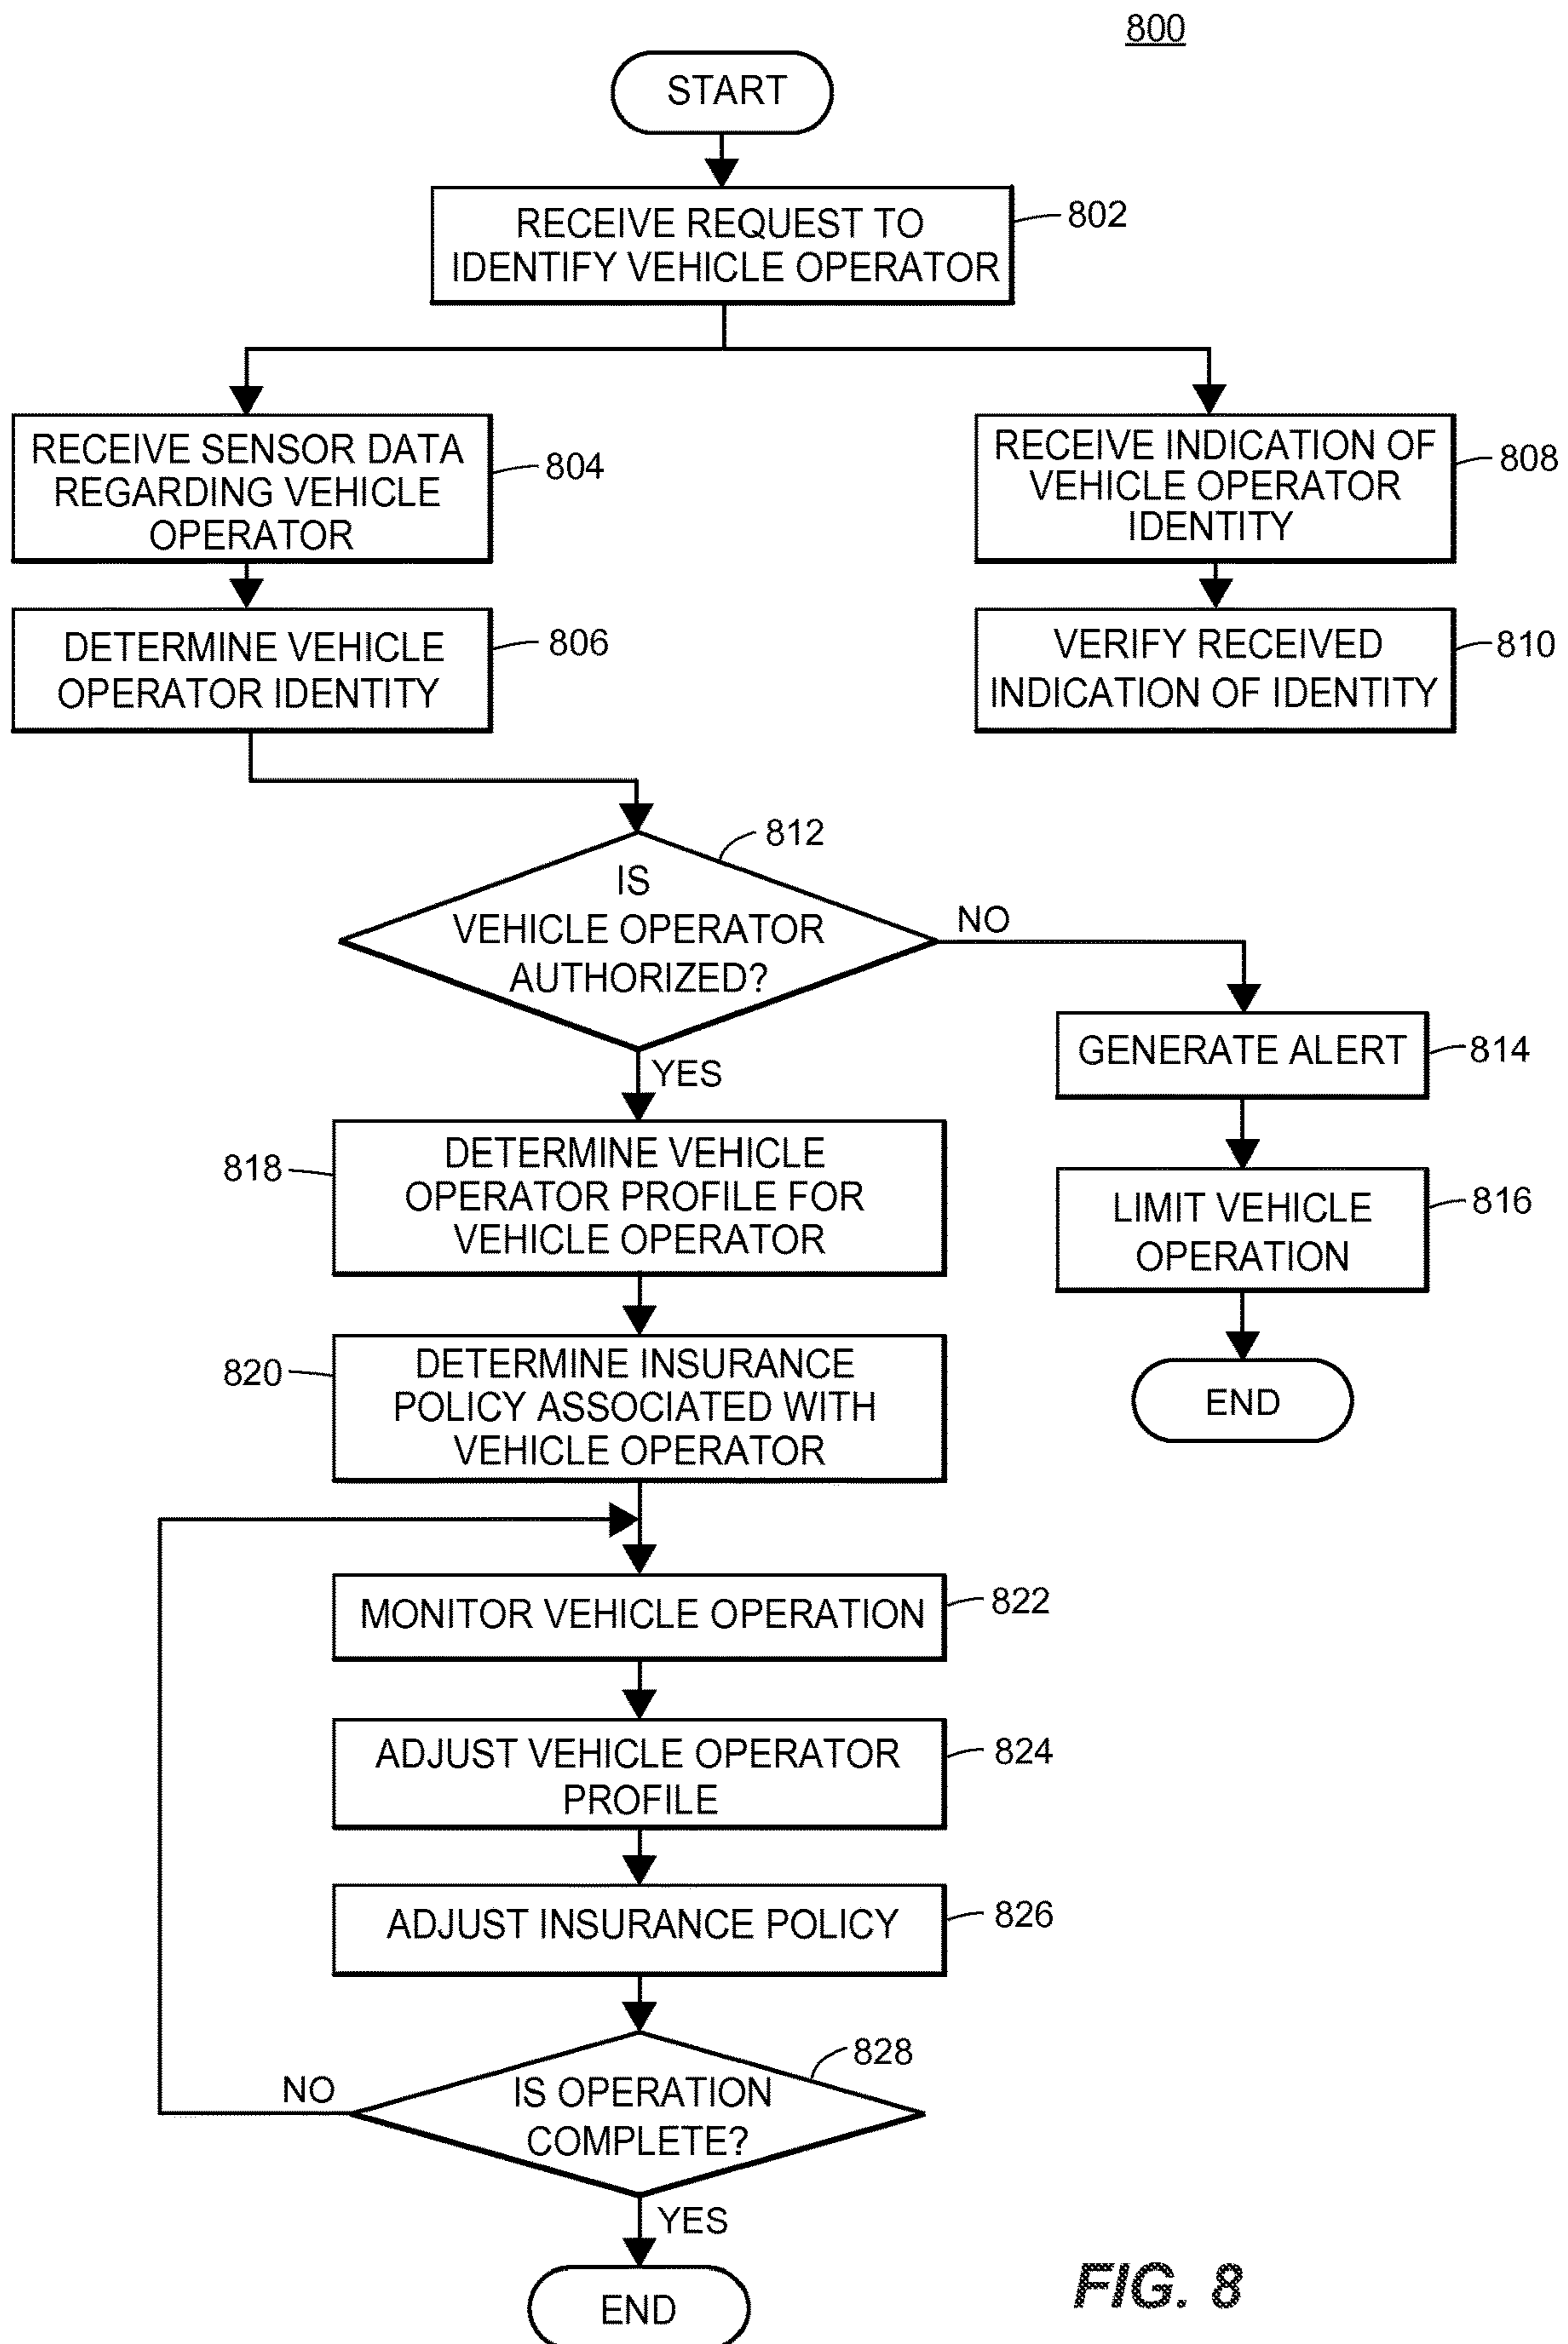 800
START
RECEIVE REQUEST TO
IDENTIFY VEHICLE OPERATOR
802
RECEIVE SENSOR DATA
REGARDING VEHICLE
OPERATOR
804
RECEIVE INDICATION OF
VEHICLE OPERATOR
IDENTITY
808
DETERMINE VEHICLE
OPERATOR IDENTITY
806
VERIFY RECEIVED
INDICATION OF IDENTITY
810
812
IS
VEHICLE OPERATOR
AUTHORIZED?
NO
YES
GENERATE ALERT
814
818
DETERMINE VEHICLE
OPERATOR PROFILE FOR
VEHICLE OPERATOR
LIMIT VEHICLE
OPERATION
816
820
DETERMINE INSURANCE
POLICY ASSOCIATED WITH
VEHICLE OPERATOR
END
MONITOR VEHICLE OPERATION
822
ADJUST VEHICLE OPERATOR
PROFILE
824
ADJUST INSURANCE POLICY
826
828
NO
IS OPERATION
COMPLETE?
YES
END
FIG. 8